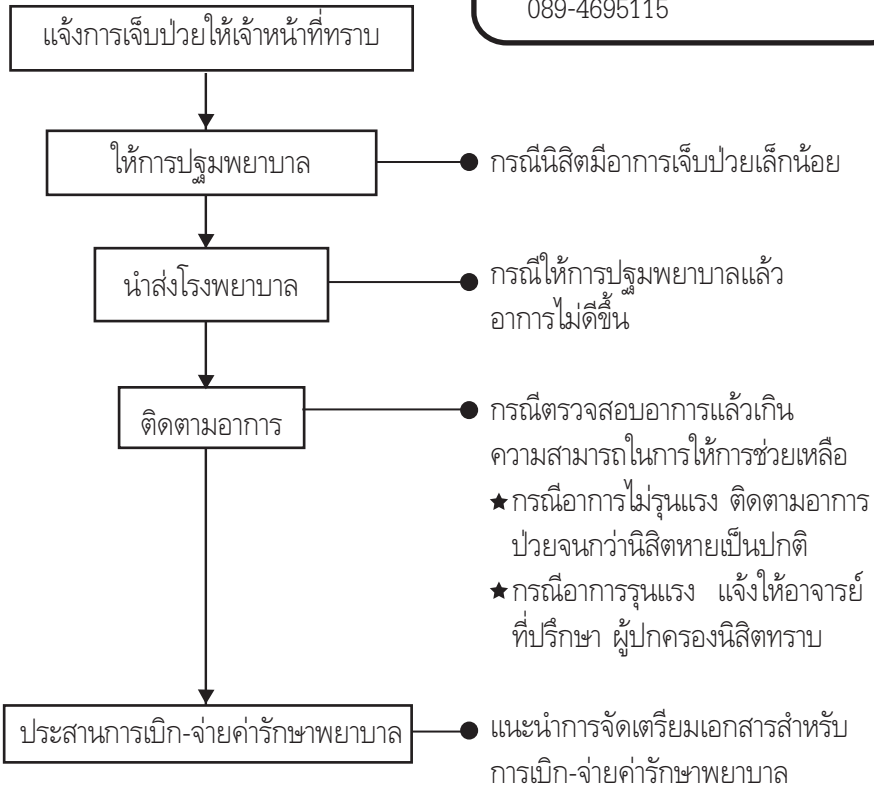 089-4695115
แจ้งการเจ็บป่วยให้เจ้าหน้าที่ทราบ
ให้การปฐมพยาบาล
กรณีนิสิตมีอาการเจ็บป่วยเล็กน้อย
นำส่งโรงพยาบาล
กรณีให้การปฐมพยาบาลแล้ว
อาการไม่ดีขึ้น
ติดตามอาการ
กรณีตรวจสอบอาการแล้วเกิน
ความสามารถในการให้การช่วยเหลือ
★กรณีอาการไม่รุนแรง ติดตามอาการ
ป่วยจนกว่านิสิตหายเป็นปกติ
★กรณีอาการรุนแรง แจ้งให้อาจารย์
ที่ปรึกษา ผู้ปกครองนิสิตทราบ
ประสานการเบิก-จ่ายค่ารักษาพยาบาล
แนะนำการจัดเตรียมเอกสารสำหรับ
การเบิก-จ่ายค่ารักษาพยาบาล